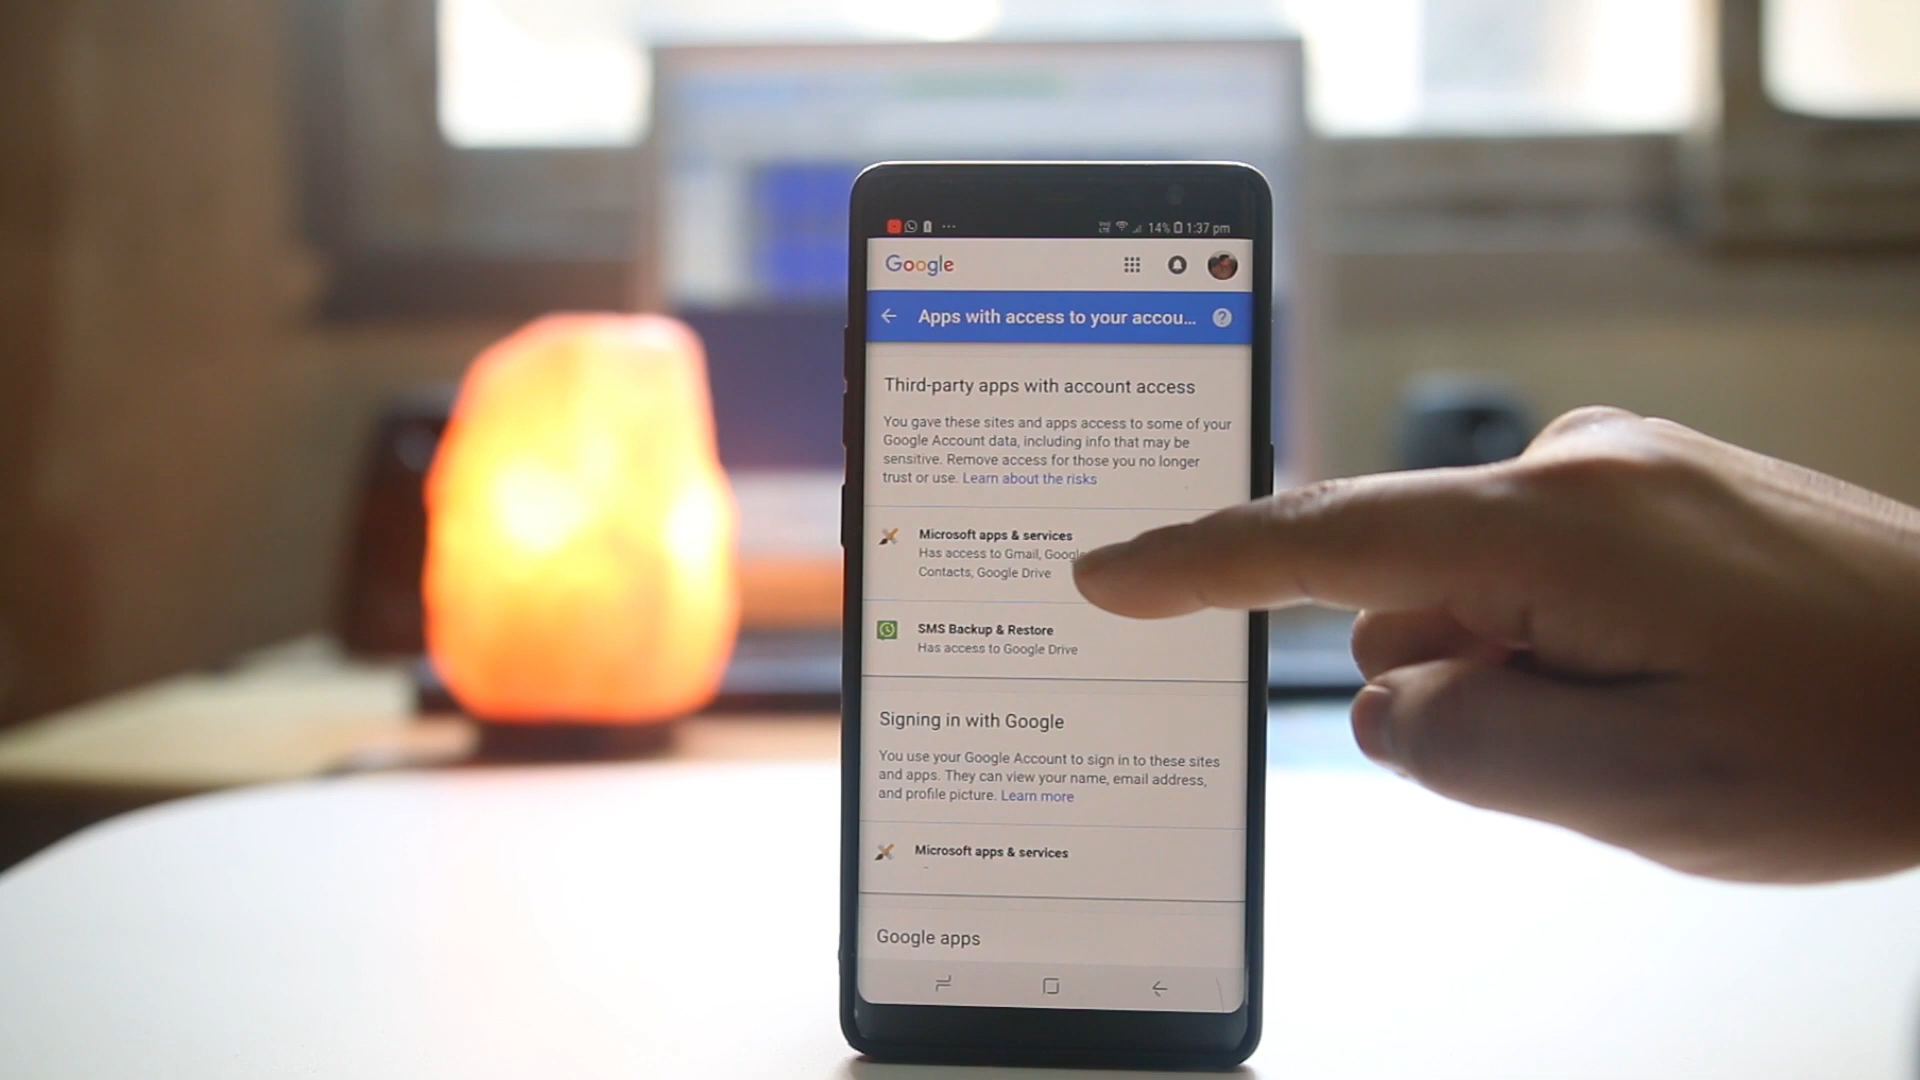 14% 1:37 pm
Google
Apps with access to your accou...
Third-party apps with account access
You gave these sites and apps access to some of your
Google Account data, including info that may be
sensitive. Remove access for those you no longer
trust or use. Learn about the risks
Microsoft apps & services
Has access to Gmail, Google
Contacts, Google Drive
SMS Backup & Restore
Has access to Google Drive
Signing in with Google
You use your Google Account to sign in to these sites
and apps. They can view your name, email address,
and profile picture. Learn more
Microsoft apps & services
Google apps